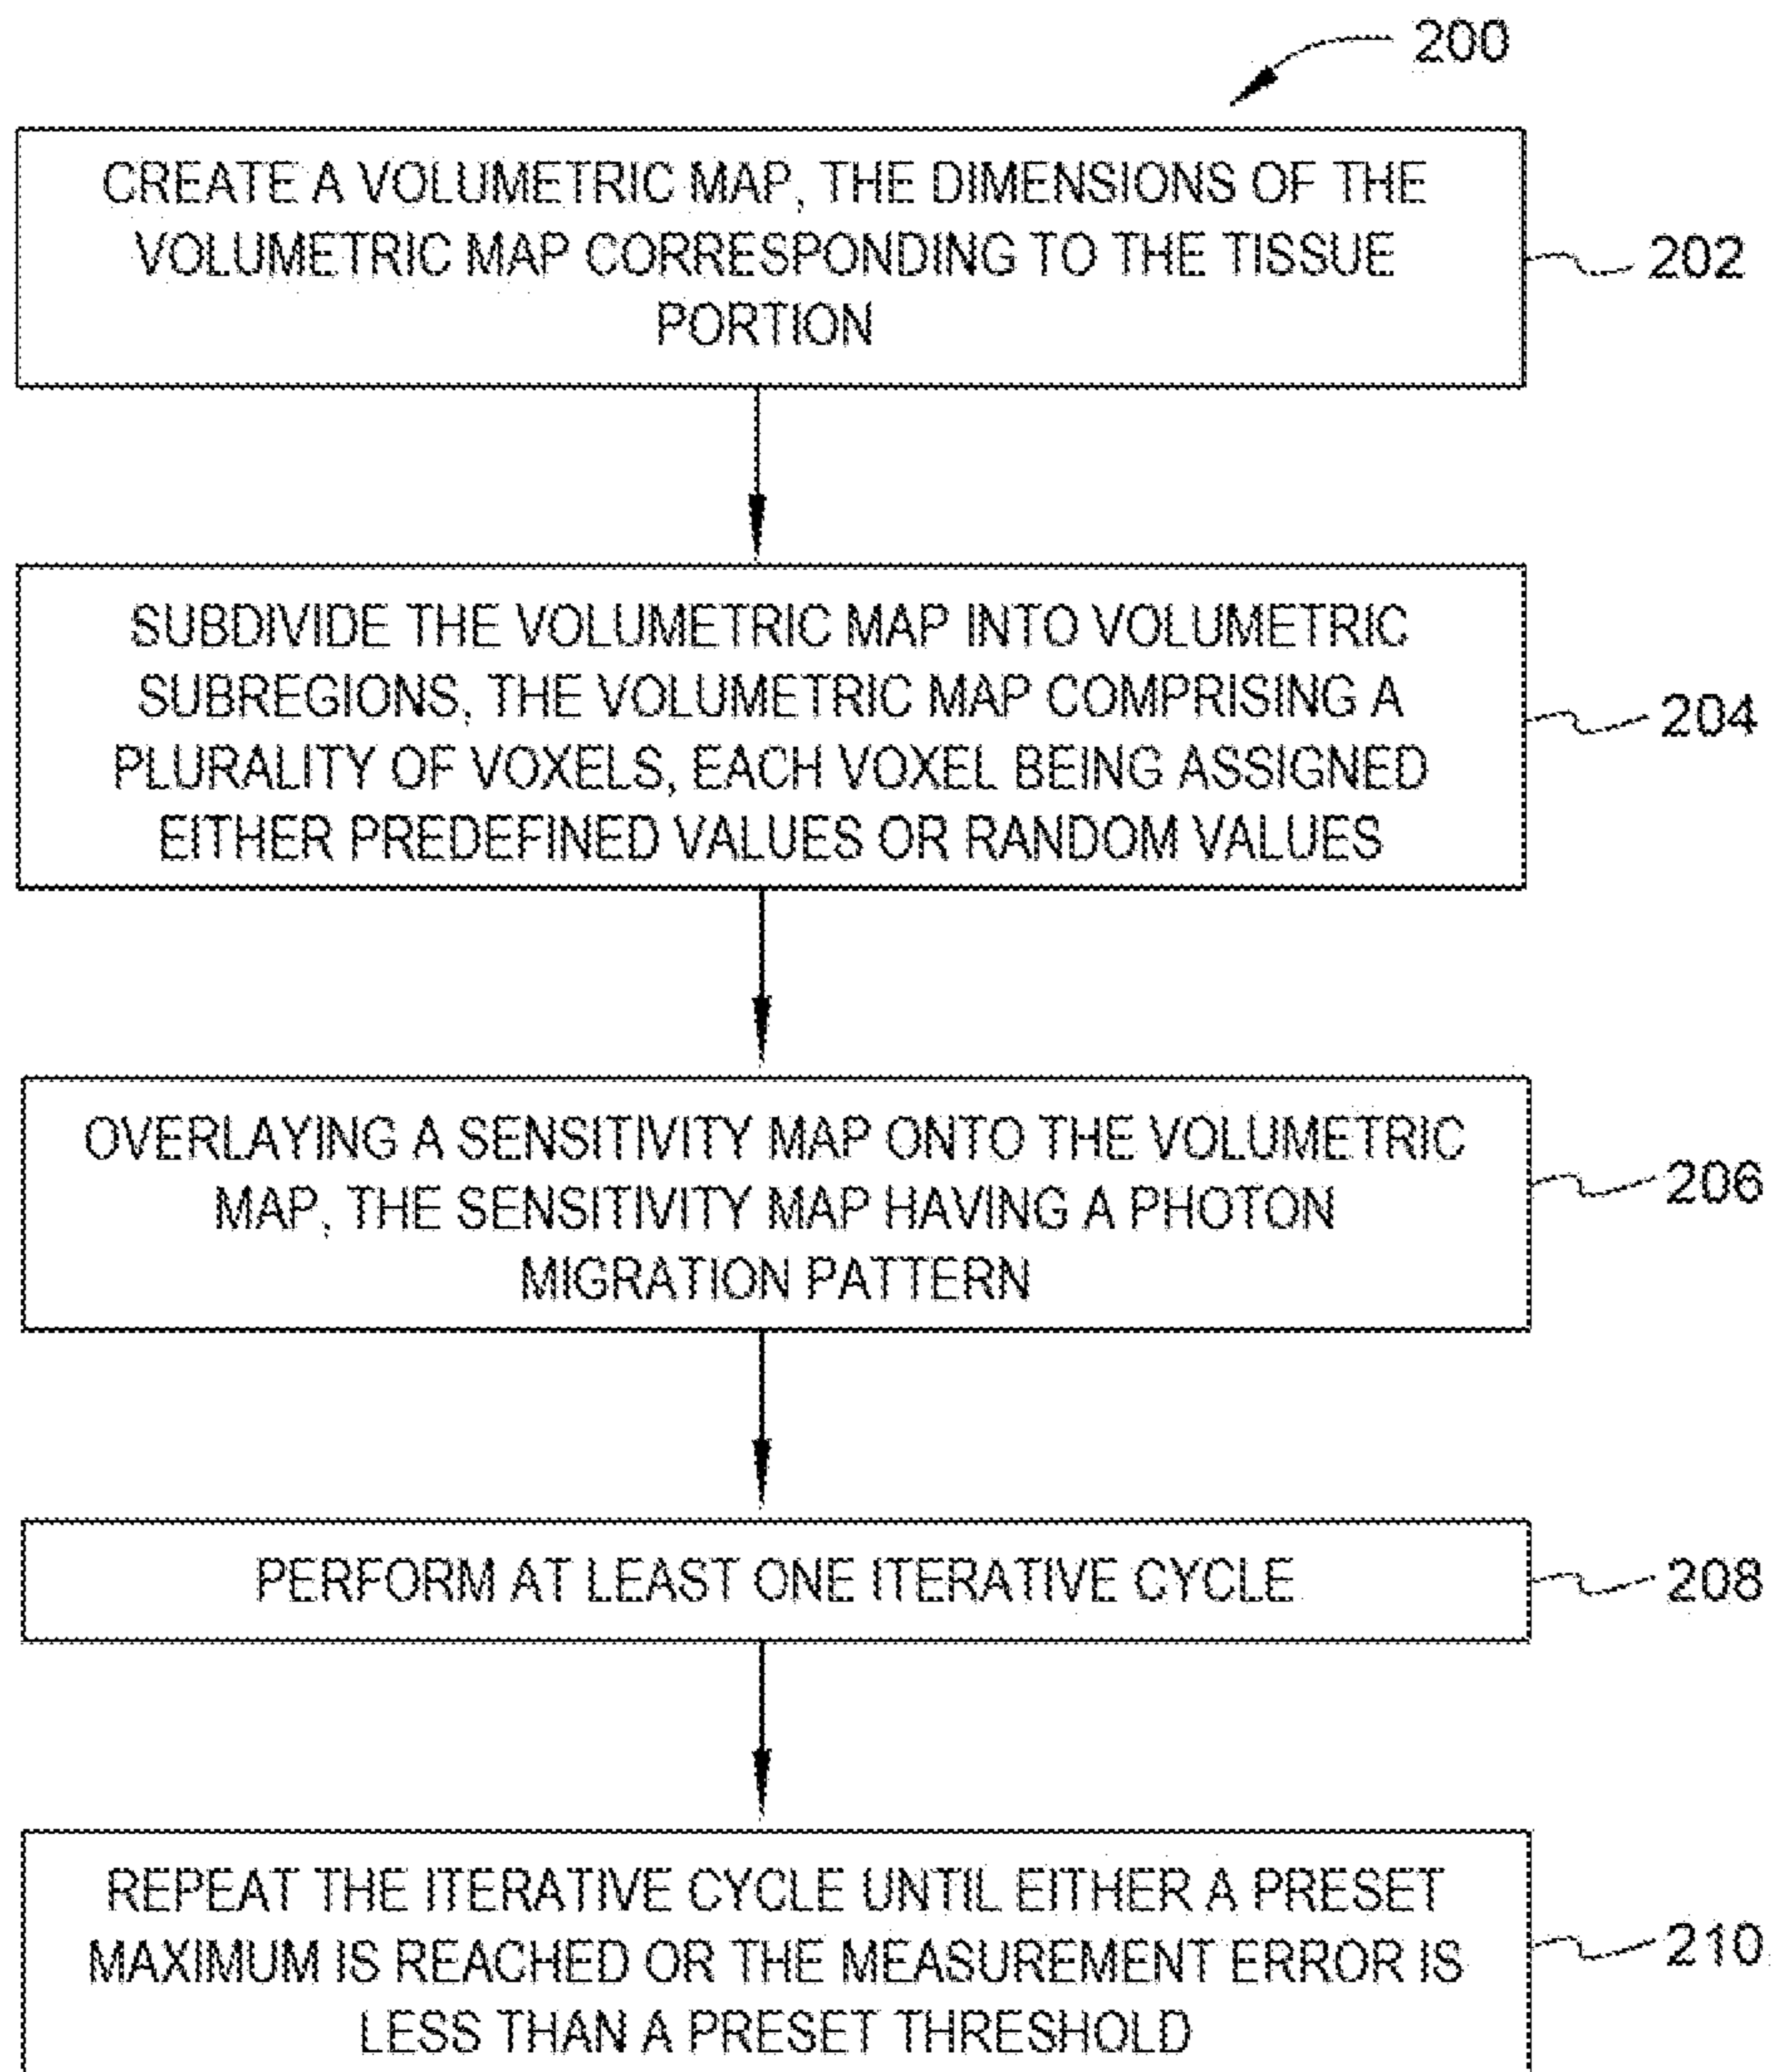 200
CREATE A VOLUMETRIC MAP, THE DIMENSIONS OF THE
VOLUMETRIC MAP CORRESPONDING TO THE TISSUE
PORTION
202
SUBDIVIDE THE VOLUMETRIC MAP INTO VOLUMETRIC
SUBREGIONS, THE VOLUMETRIC MAP COMPRISING A
PLURALITY OF VOXELS, EACH VOXEL BEING ASSIGNED
EITHER PREDEFINED VALUES OR RANDOM VALUES
204
OVERLAYING A SENSITIVITY MAP ONTO THE VOLUMETRIC
MAP, THE SENSITIVITY MAP HAVING A PHOTON
MIGRATION PATTERN
206
PERFORM AT LEAST ONE ITERATIVE CYCLE
208
REPEAT THE ITERATIVE CYCLE UNTIL EITHER A PRESET
MAXIMUM IS REACHED OR THE MEASUREMENT ERROR IS
LESS THAN A PRESET THRESHOLD
210